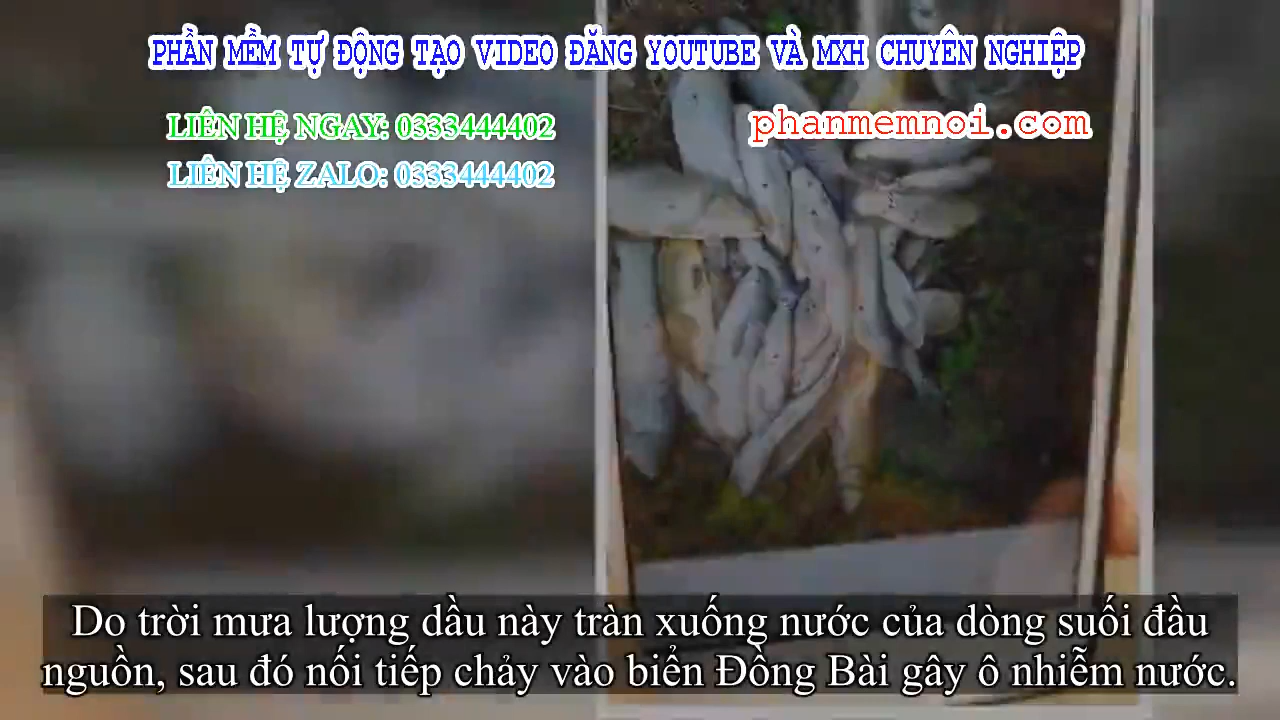 PHẦN MỀM TỰ ĐỘNG TẠO VIDEO ĐĂNG YOUTUBE VÀ MXH CHUYÊN NGHIỆP
LIÊN HỆ NGAY: 0333444402
phanmemnoi.com
LIÊN HỆ ZALO: 0333444402
Do trời mưa lượng dầu này tràn xuống nước của dòng suối đầu
nguồn, sau đó nối tiếp chảy vào biển Đồng Bài gây ô nhiễm nước.